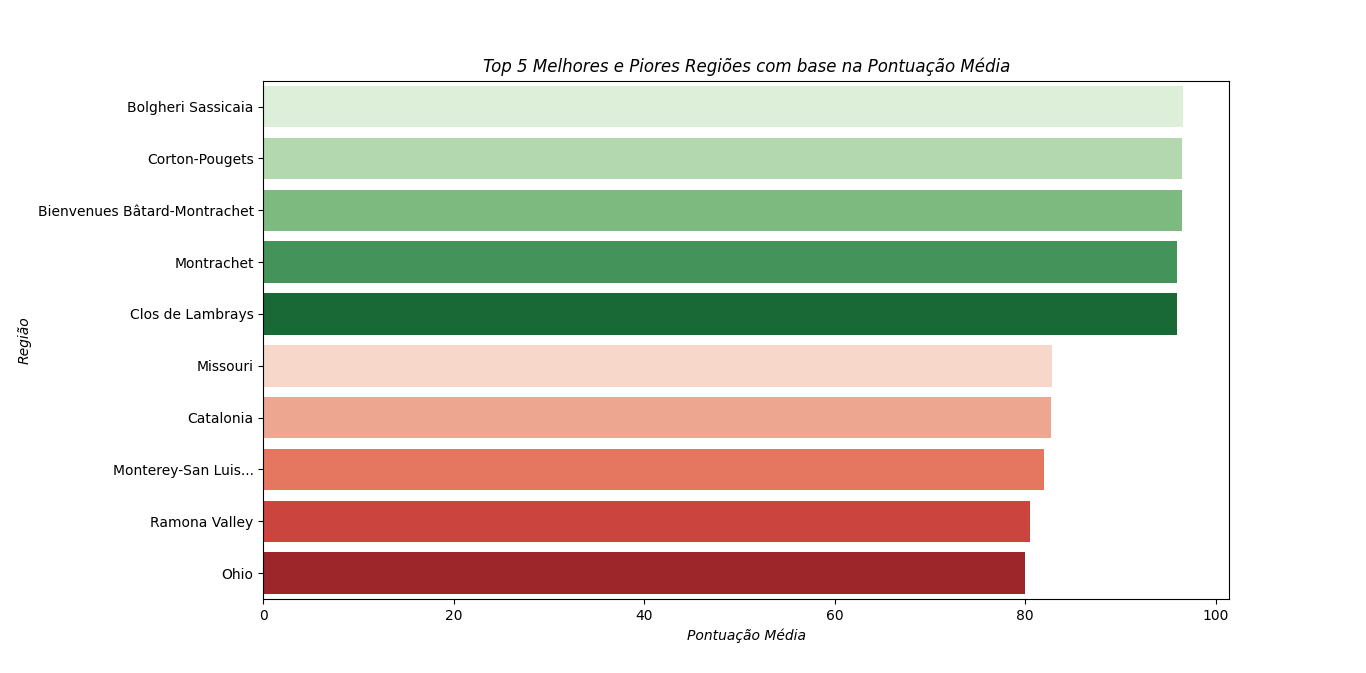 Top 5 Melhores e Piores Regiões com base na Pontuação Média
Bolgheri Sassicaia
Corton-Pougets
Bienvenues Bâtard-Montrachet
Montrachet
Clos de Lambrays
Missouri
Catalonia
Monterey-San Luis...
Ramona Valley
Ohio
Região
0 20 40 60 80 100
Pontuação Média